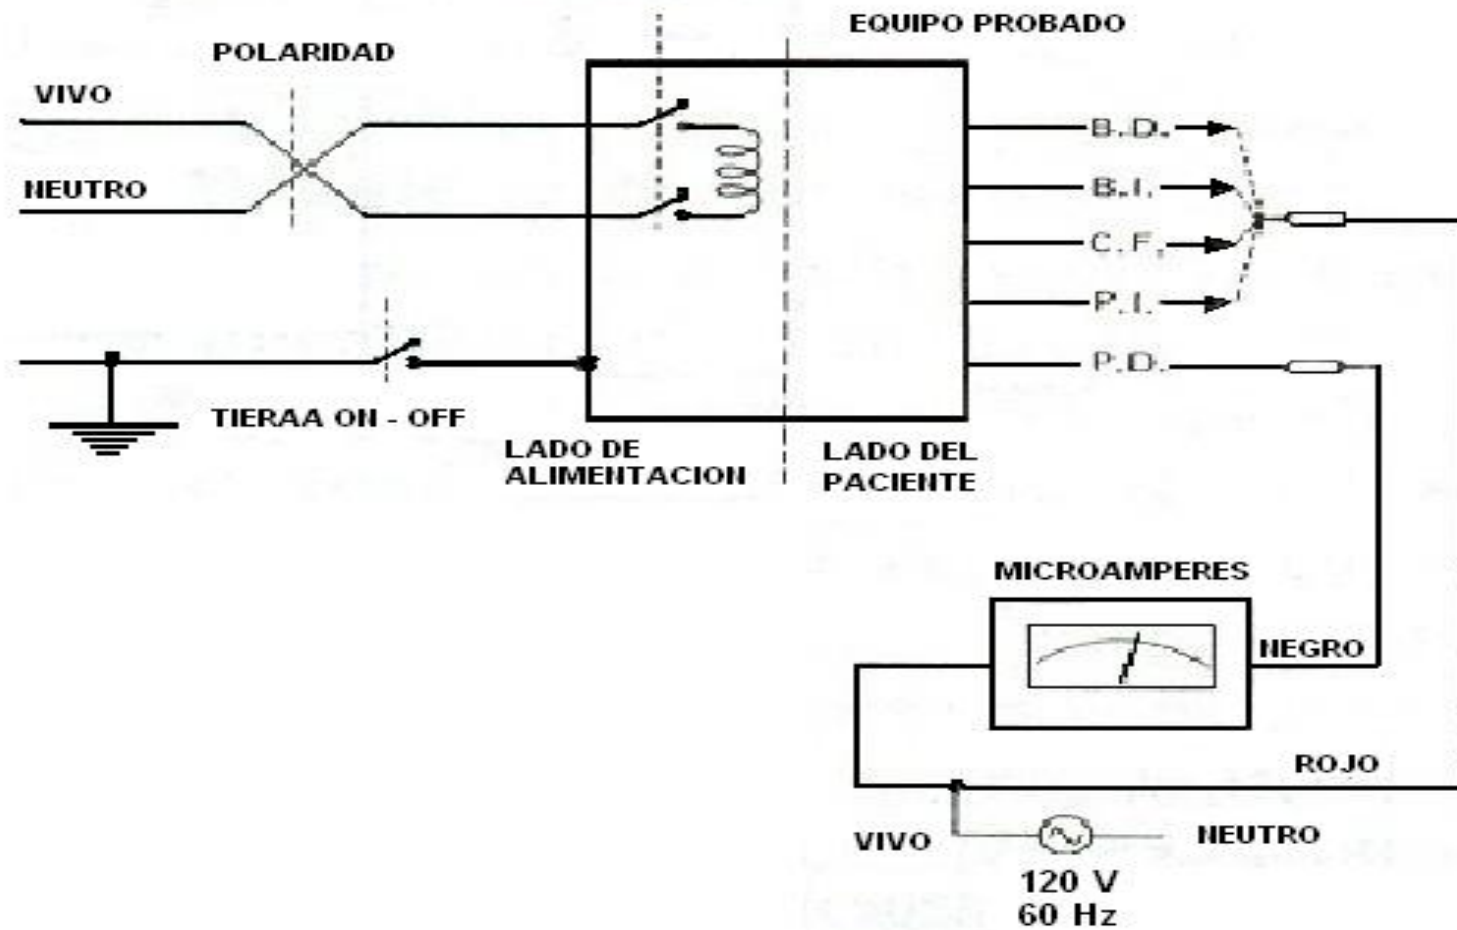 EQUIPO PROBADO
POLARIDAD
VIVO
NEUTRO
B.D.
B.I.
C.F.
P.I.
P.D.
TIERAA ON - OFF
LADO DE
ALIMENTACION
LADO DEL
PACIENTE
MICROAMPERES
NEGRO
ROJO
VIVO
NEUTRO
120 V
60 Hz